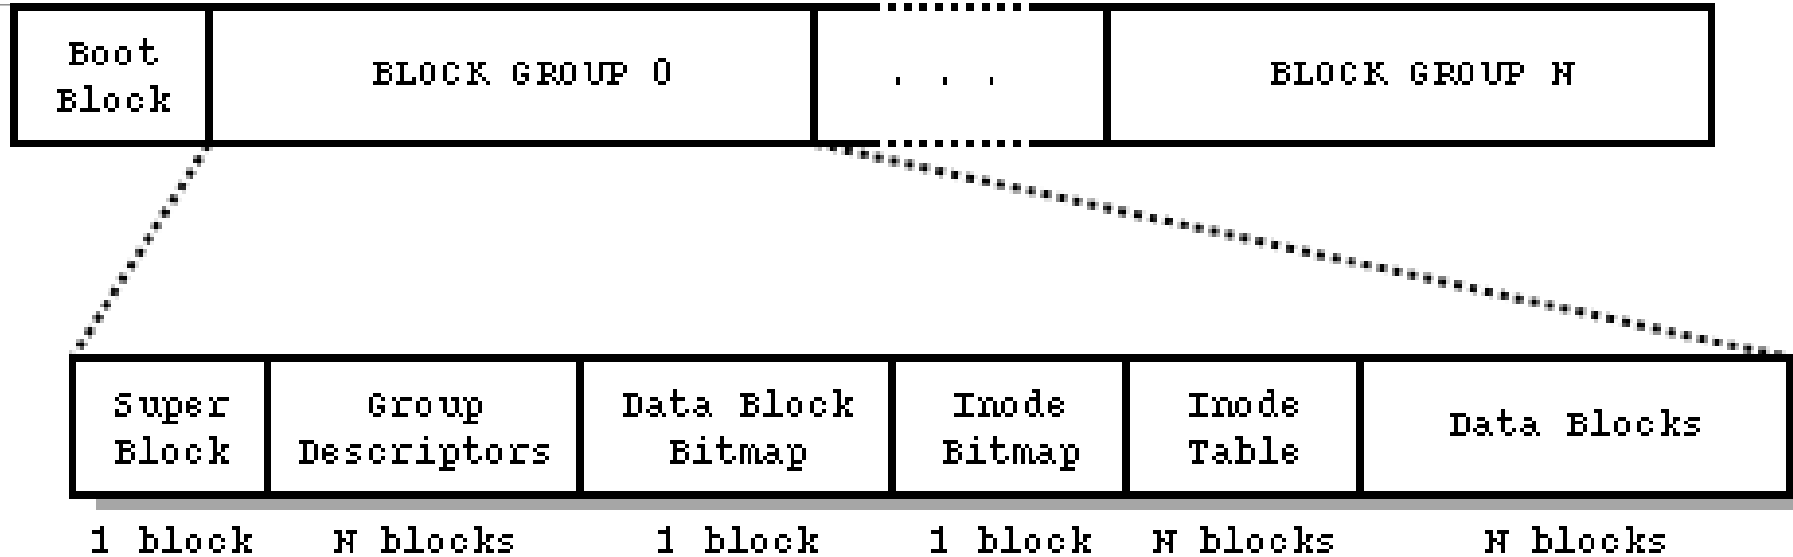 Boot
Block
BLOCK GROUP 0
. . .
BLOCK GROUP N
Super
Block
Group
Descriptors
Data Block
Bitmap
Inode
Bitmap
Inode
Table
Data Blocks
1 block
N blocks
1 block
1 block
N blocks
N blocks